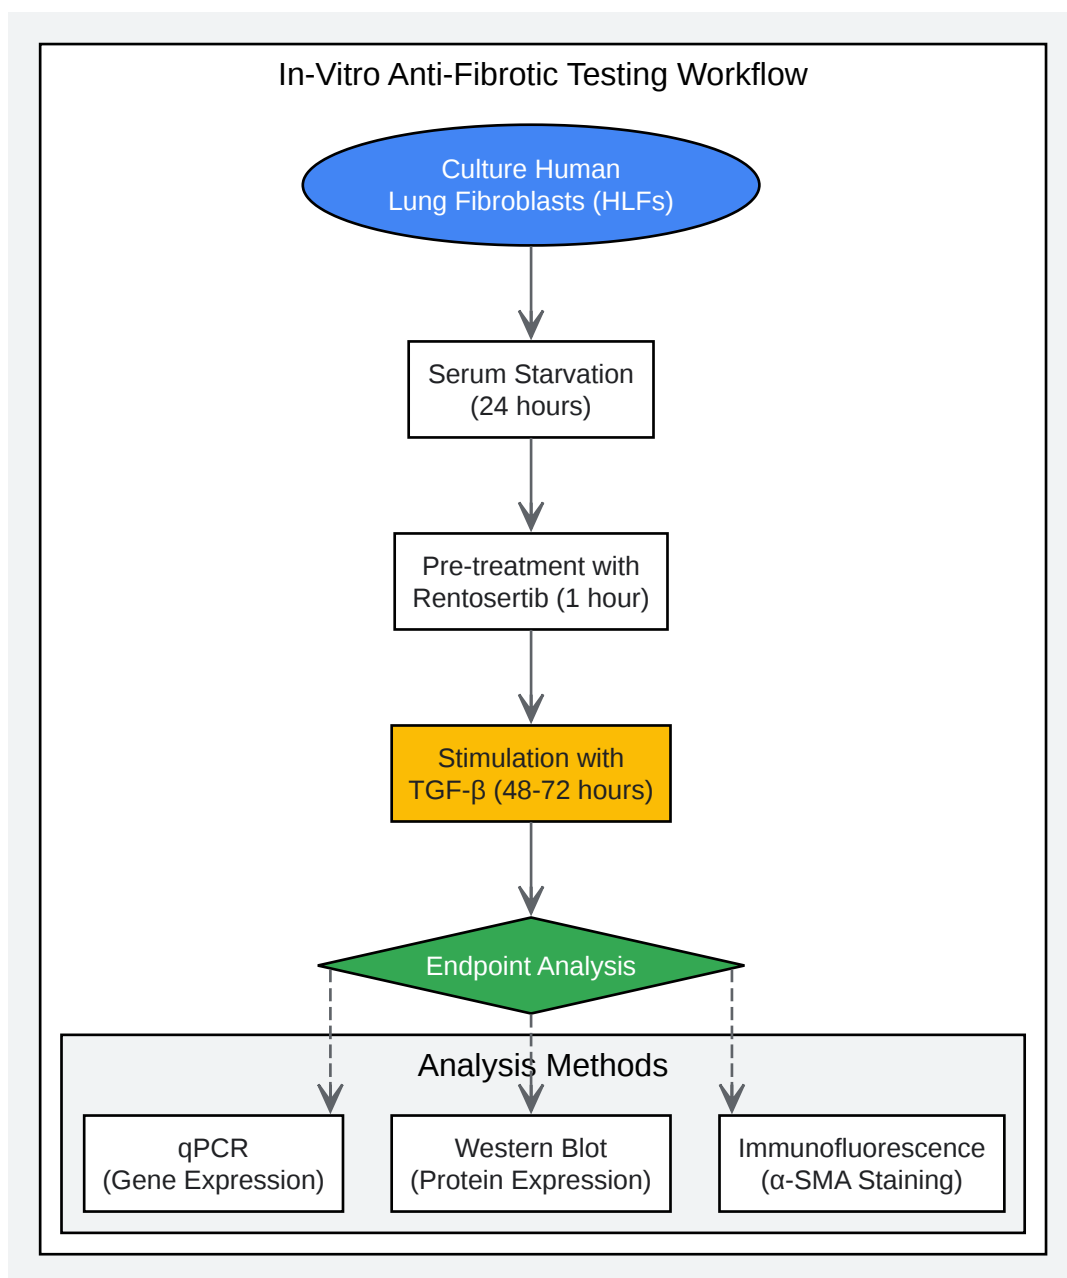 In-Vitro Anti-Fibrotic Testing Workflow
Culture Human
Lung Fibroblasts (HLFs)
Serum Starvation
(24 hours)
Pre-treatment with
Rentosertib (1 hour)
Stimulation with
TGF-β (48-72 hours)
Endpoint Analysis
Analysis Methods
qPCR
(Gene Expression)
Western Blot
(Protein Expression)
Immunofluorescence
(α-SMA Staining)